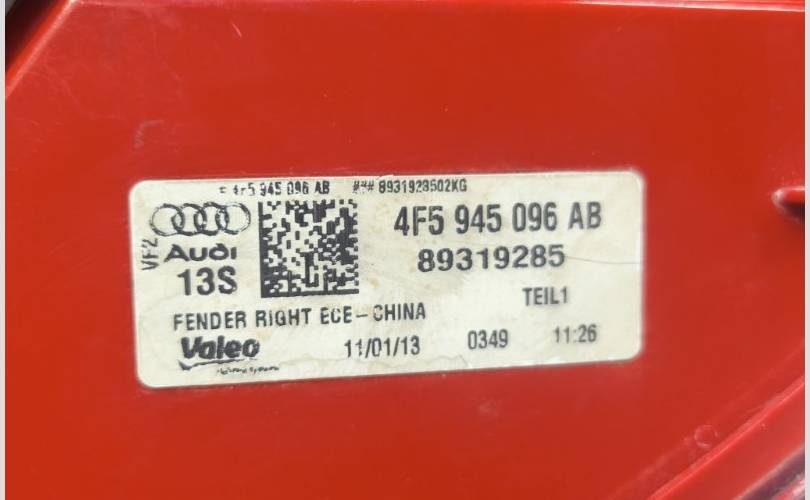 # 4F5 945 096 AB ### 8931928502KG
VF2
Audi
13S
4F5 945 096 AB
89319285
TEIL1
FENDER RIGHT ECE-CHINA
Valeo
11/01/13 0349 11:26